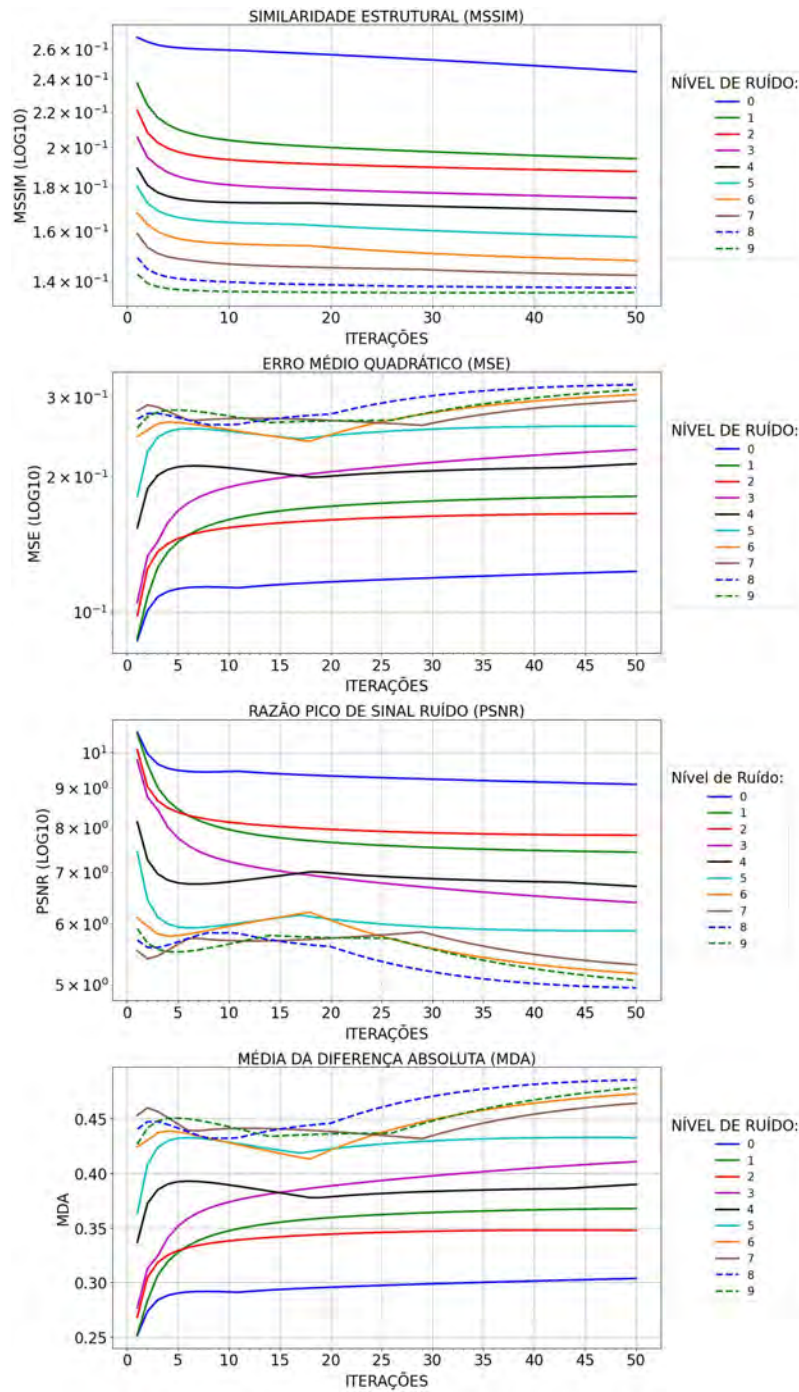 SIMILARIDADE ESTRUTURAL (MSSIM)
MSSIM (LOG10)
2.6 × 10⁻¹
2.4 × 10⁻¹
2.2 × 10⁻¹
2 × 10⁻¹
1.8 × 10⁻¹
1.6 × 10⁻¹
1.4 × 10⁻¹
0 5 10 15 20 25 30 35 40 45 50
ITERAÇÕES
NÍVEL DE RUÍDO:
0
1
2
3
4
5
6
7
8
9
ERRO MÉDIO QUADRÁTICO (MSE)
MSE (LOG10)
3 × 10⁻¹
2 × 10⁻¹
10⁻¹
0 5 10 15 20 25 30 35 40 45 50
ITERAÇÕES
NÍVEL DE RUÍDO:
0
1
2
3
4
5
6
7
8
9
RAZÃO PICO DE SINAL RUÍDO (PSNR)
PSNR (LOG10)
10¹
9 × 10⁰
8 × 10⁰
7 × 10⁰
6 × 10⁰
5 × 10⁰
0 5 10 15 20 25 30 35 40 45 50
ITERAÇÕES
Nível de Ruído:
0
1
2
3
4
5
6
7
8
9
MÉDIA DA DIFERENÇA ABSOLUTA (MDA)
MDA
0.45
0.40
0.35
0.30
0.25
0 5 10 15 20 25 30 35 40 45 50
ITERAÇÕES
NÍVEL DE RUÍDO:
0
1
2
3
4
5
6
7
8
9